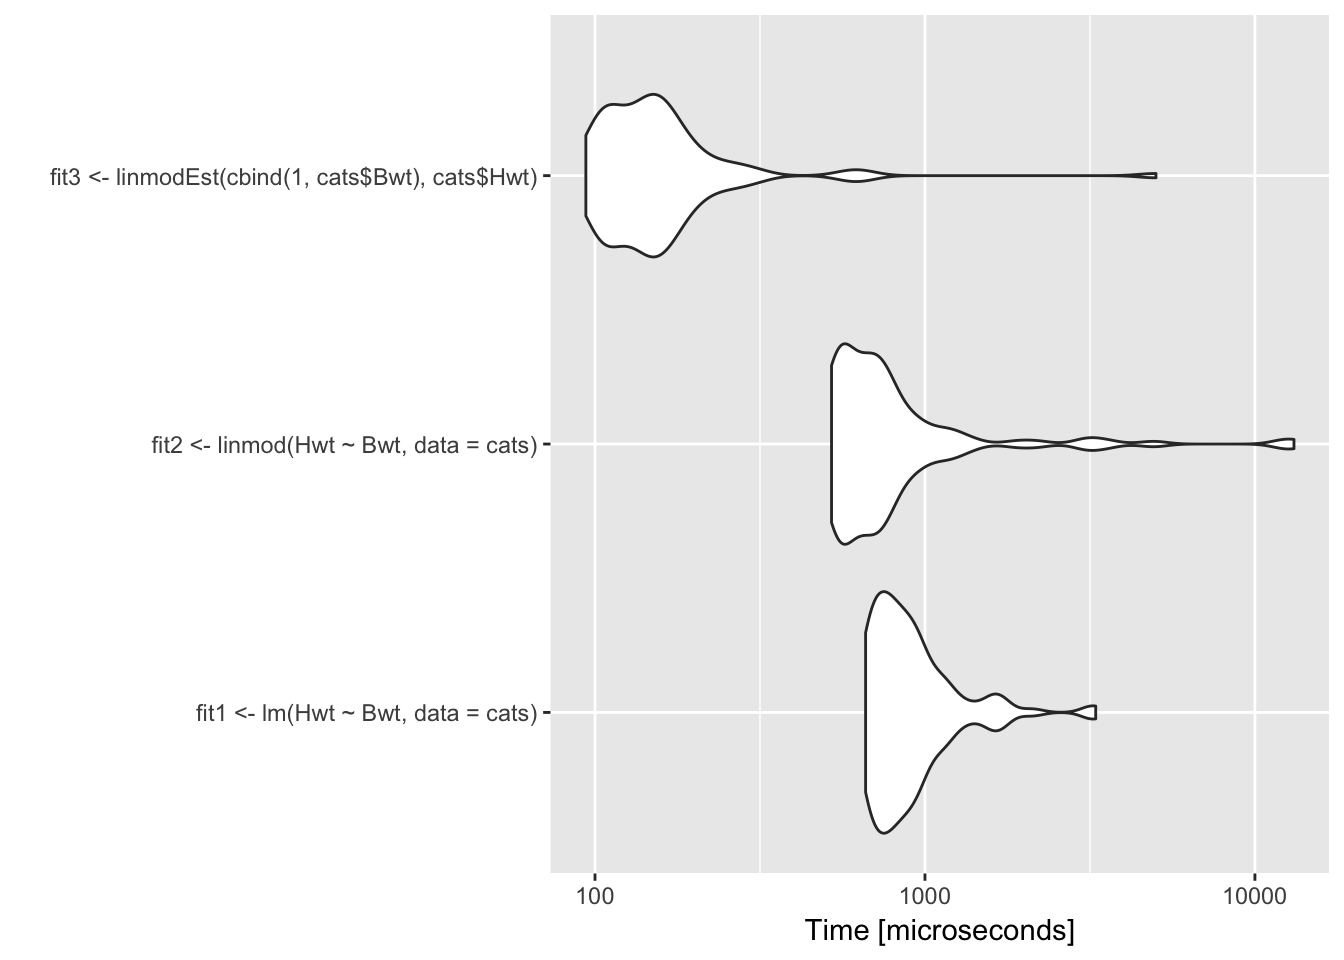 fit3 <- linmodEst(cbind(1, cats$Bwt), cats$Hwt)
fit2 <- linmod(Hwt ~ Bwt, data = cats)
fit1 <- lm(Hwt ~ Bwt, data = cats)
100 1000 10000
Time [microseconds]